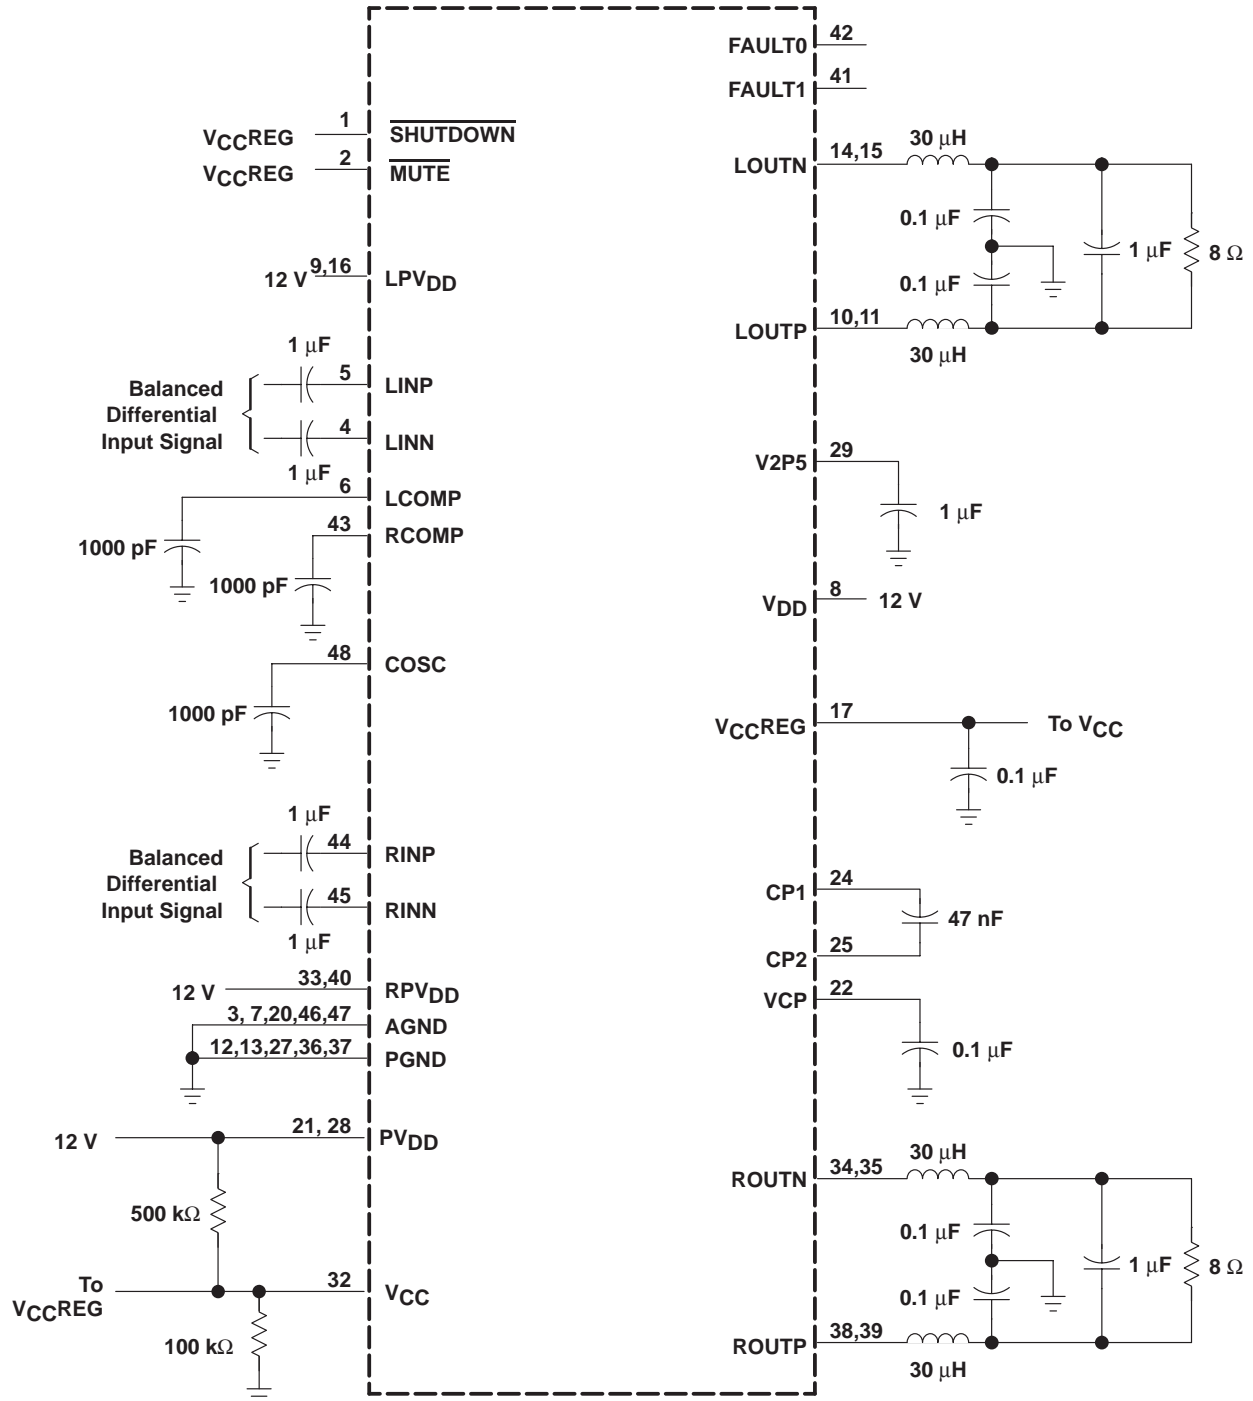 FAULT0 42
FAULT1 41
VCCREG 1 SHUTDOWN
VCCREG 2 MUTE
LOUTN 14,15 30 μH
0.1 μF
1 μF
8 Ω
0.1 μF
LOUTP 10,11 30 μH
12 V 9,16 LPVDD
1 μF
Balanced
Differential
Input Signal
5 LINP
4 LINN
1 μF
6 LCOMP
1000 pF
43 RCOMP
1000 pF
48 COSC
1000 pF
V2P5 29
1 μF
VDD 8 12 V
VCCREG 17 To VCC
0.1 μF
1 μF
Balanced
Differential
Input Signal
44 RINP
45 RINN
1 μF
CP1 24
47 nF
CP2 25
VCP 22
0.1 μF
12 V 33,40 RPVDD
3, 7,20,46,47 AGND
12,13,27,36,37 PGND
12 V 21, 28 PVDD
500 kΩ
To
VCCREG
32 VCC
100 kΩ
ROUTN 34,35 30 μH
0.1 μF
1 μF
8 Ω
0.1 μF
ROUTP 38,39 30 μH